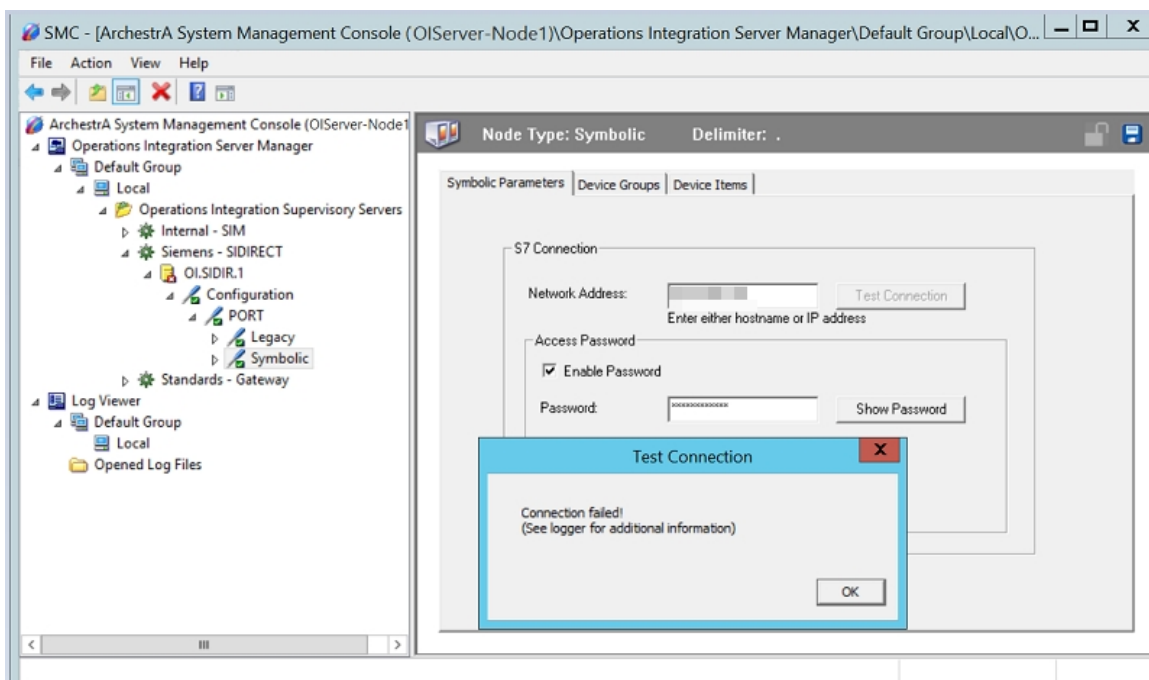 SMC - [ArchestrA System Management Console (OIServer-Node1)\Operations Integration Server Manager\Default Group\Local\O...
File Action View Help
ArchestrA System Management Console (OIServer-Node1
Operations Integration Server Manager
Default Group
Local
Operations Integration Supervisory Servers
Internal - SIM
Siemens - SIDIRECT
OI.SIDIR.1
Configuration
PORT
Legacy
Symbolic
Standards - Gateway
Log Viewer
Default Group
Local
Opened Log Files
Node Type: Symbolic Delimiter: .
Symbolic Parameters Device Groups Device Items
S7 Connection
Network Address: Test Connection
Enter either hostname or IP address
Access Password
Enable Password
Password: Show Password
Test Connection
Connection failed!
(See logger for additional information)
OK